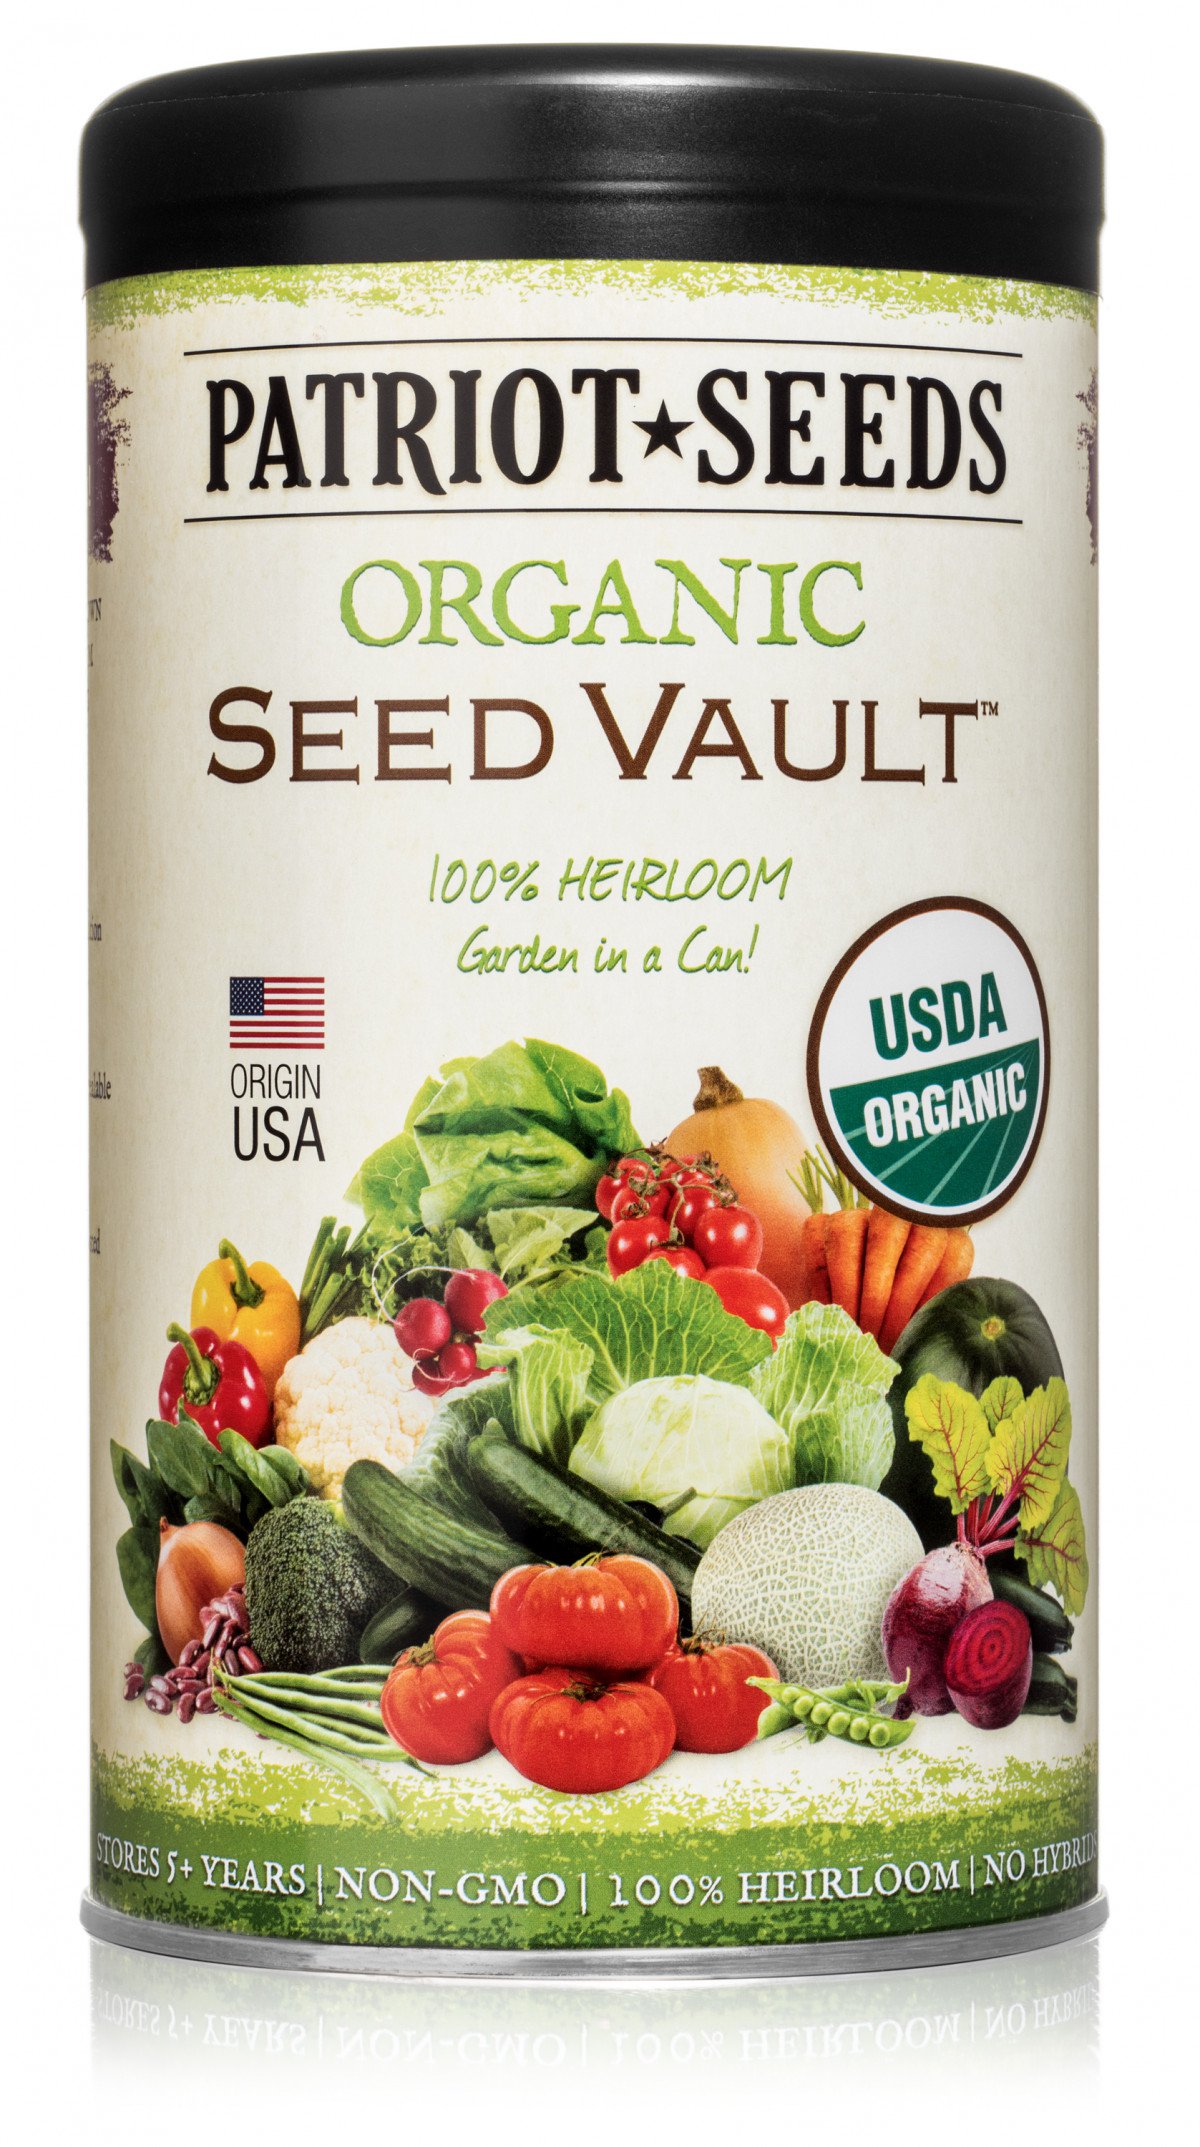 PATRIOT★SEEDS
ORGANIC
SEED VAULT™
100% HEIRLOOM
Garden in a Can!
USDA
ORGANIC
ORIGIN
USA
STORES 5+ YEARS | NON-GMO | 100% HEIRLOOM | NO HYBRIDS